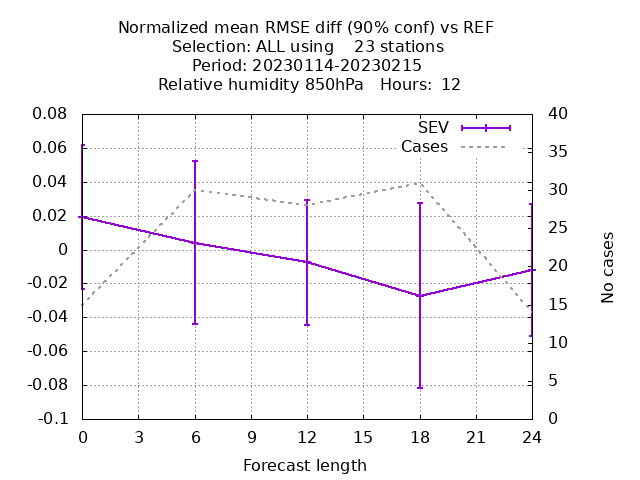 Normalized mean RMSE diff (90% conf) vs REF
Selection: ALL using    23 stations
Period: 20230114-20230215
Relative humidity 850hPa   Hours:  12
SEV
Cases
0.08
0.06
0.04
0.02
0
-0.02
-0.04
-0.06
-0.08
-0.1
40
35
30
25
20
15
10
5
0
No cases
0 3 6 9 12 15 18 21 24
Forecast length